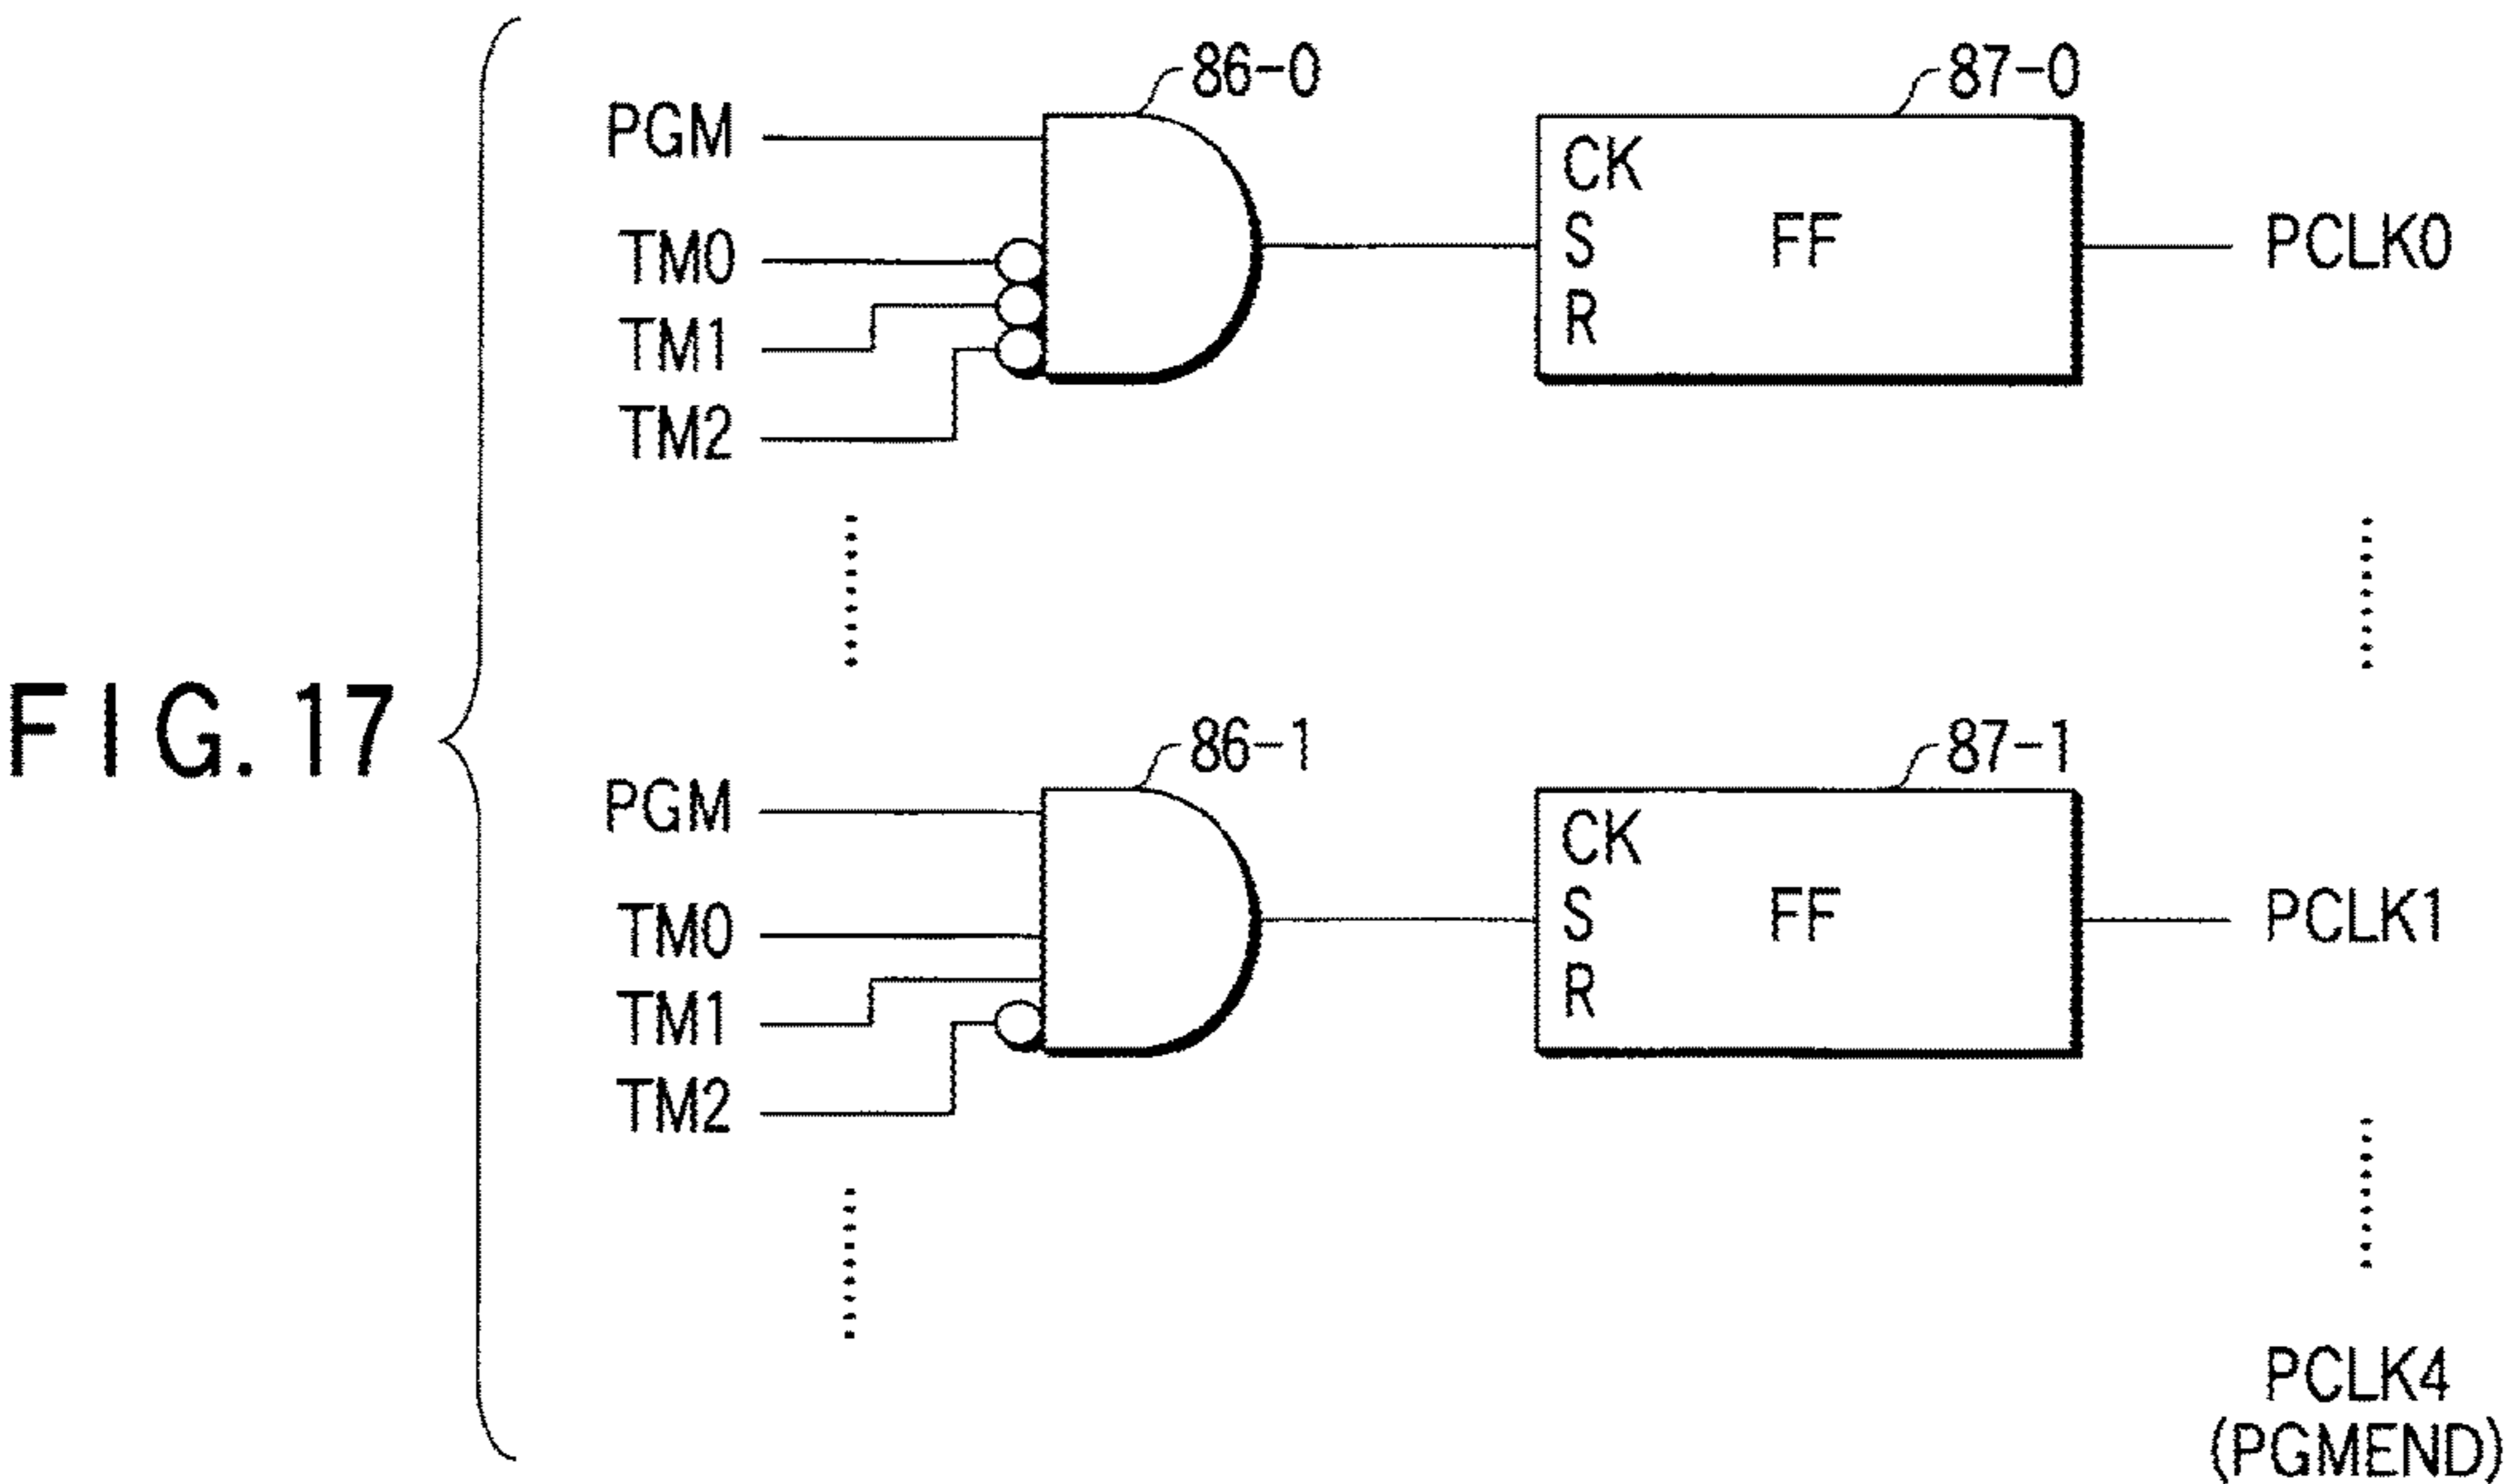 FIG. 17
86-0
87-0
PGM
TM0
TM1
TM2
CK
S
R
FF
PCLK0
86-1
87-1
PGM
TM0
TM1
TM2
CK
S
R
FF
PCLK1
PCLK4
(PGMEND)